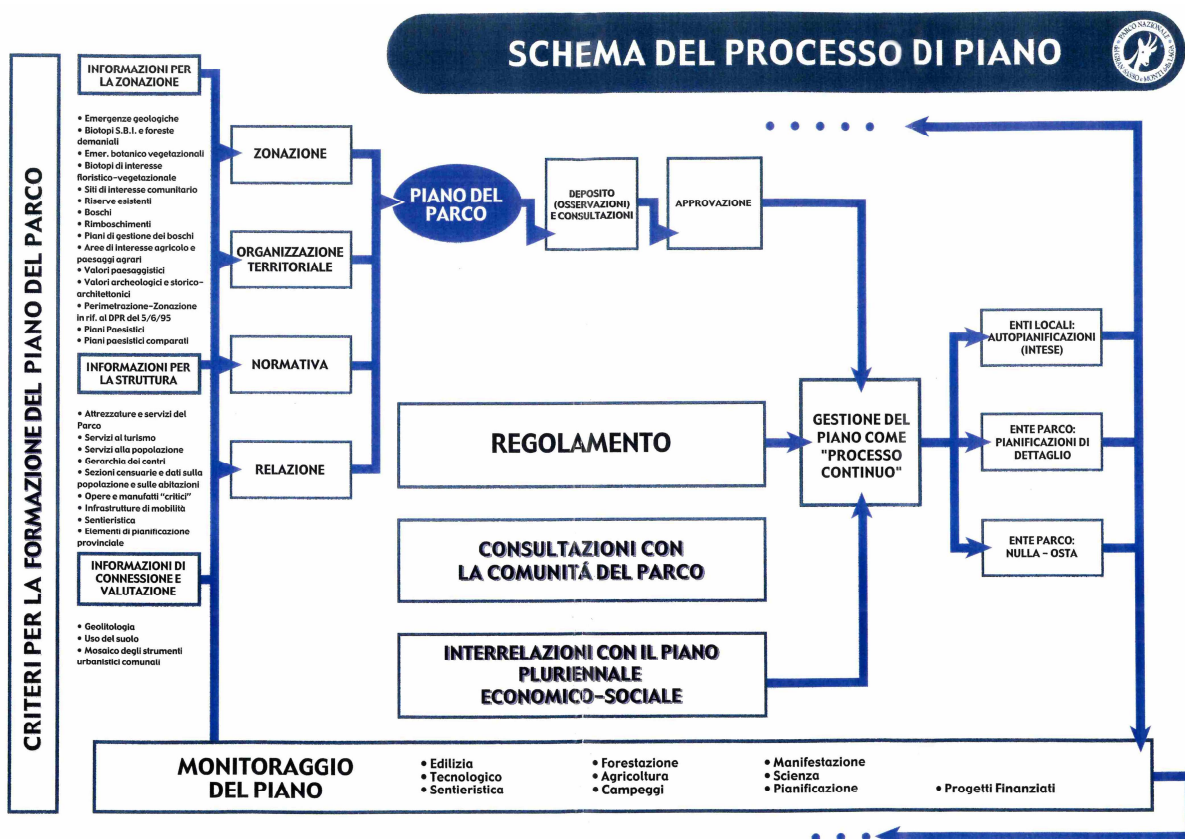 SCHEMA DEL PROCESSO DI PIANO
PARCO NAZIONALE
del GRAN SASSO e MONTI della LAGA
CRITERI PER LA FORMAZIONE DEL PIANO DEL PARCO
INFORMAZIONI PER
LA ZONAZIONE
• Emergenze geologiche
• Biotopi S.B.I. e foreste
demaniali
• Emer. botanico vegetazionali
• Biotopi di interesse
floristico-vegetazionale
• Siti di interesse comunitario
• Riserve esistenti
• Boschi
• Rimboschimenti
• Piani di gestione dei boschi
• Aree di interesse agricolo e
paesaggi agrari
• Valori paesaggistici
• Valori archeologici e storico-
architettonici
• Perimetrazione-Zonazione
in rif. al DPR del 5/6/95
• Piani Paesistici
• Piani paesistici comparati
INFORMAZIONI PER
LA STRUTTURA
• Attrezzature e servizi del
Parco
• Servizi al turismo
• Servizi alla popolazione
• Gerarchia dei centri
• Sezioni censuarie e dati sulla
popolazione e sulle abitazioni
• Opere e manufatti "critici"
• Infrastrutture di mobilità
• Sentieristica
• Elementi di pianificazione
provinciale
INFORMAZIONI DI
CONNESSIONE E
VALUTAZIONE
• Geolitologia
• Uso del suolo
• Mosaico degli strumenti
urbanistici comunali
ZONAZIONE
ORGANIZZAZIONE
TERRITORIALE
NORMATIVA
RELAZIONE
PIANO DEL
PARCO
DEPOSITO
(OSSERVAZIONI)
E CONSULTAZIONI
APPROVAZIONE
REGOLAMENTO
CONSULTAZIONI CON
LA COMUNITÁ DEL PARCO
INTERRELAZIONI CON IL PIANO
PLURIENNALE
ECONOMICO-SOCIALE
GESTIONE DEL
PIANO COME
"PROCESSO
CONTINUO"
ENTI LOCALI:
AUTOPIANIFICAZIONI
(INTESE)
ENTE PARCO:
PIANIFICAZIONI DI
DETTAGLIO
ENTE PARCO:
NULLA - OSTA
MONITORAGGIO
DEL PIANO
• Edilizia
• Tecnologico
• Sentieristica
• Forestazione
• Agricoltura
• Campeggi
• Manifestazione
• Scienza
• Pianificazione
• Progetti Finanziati